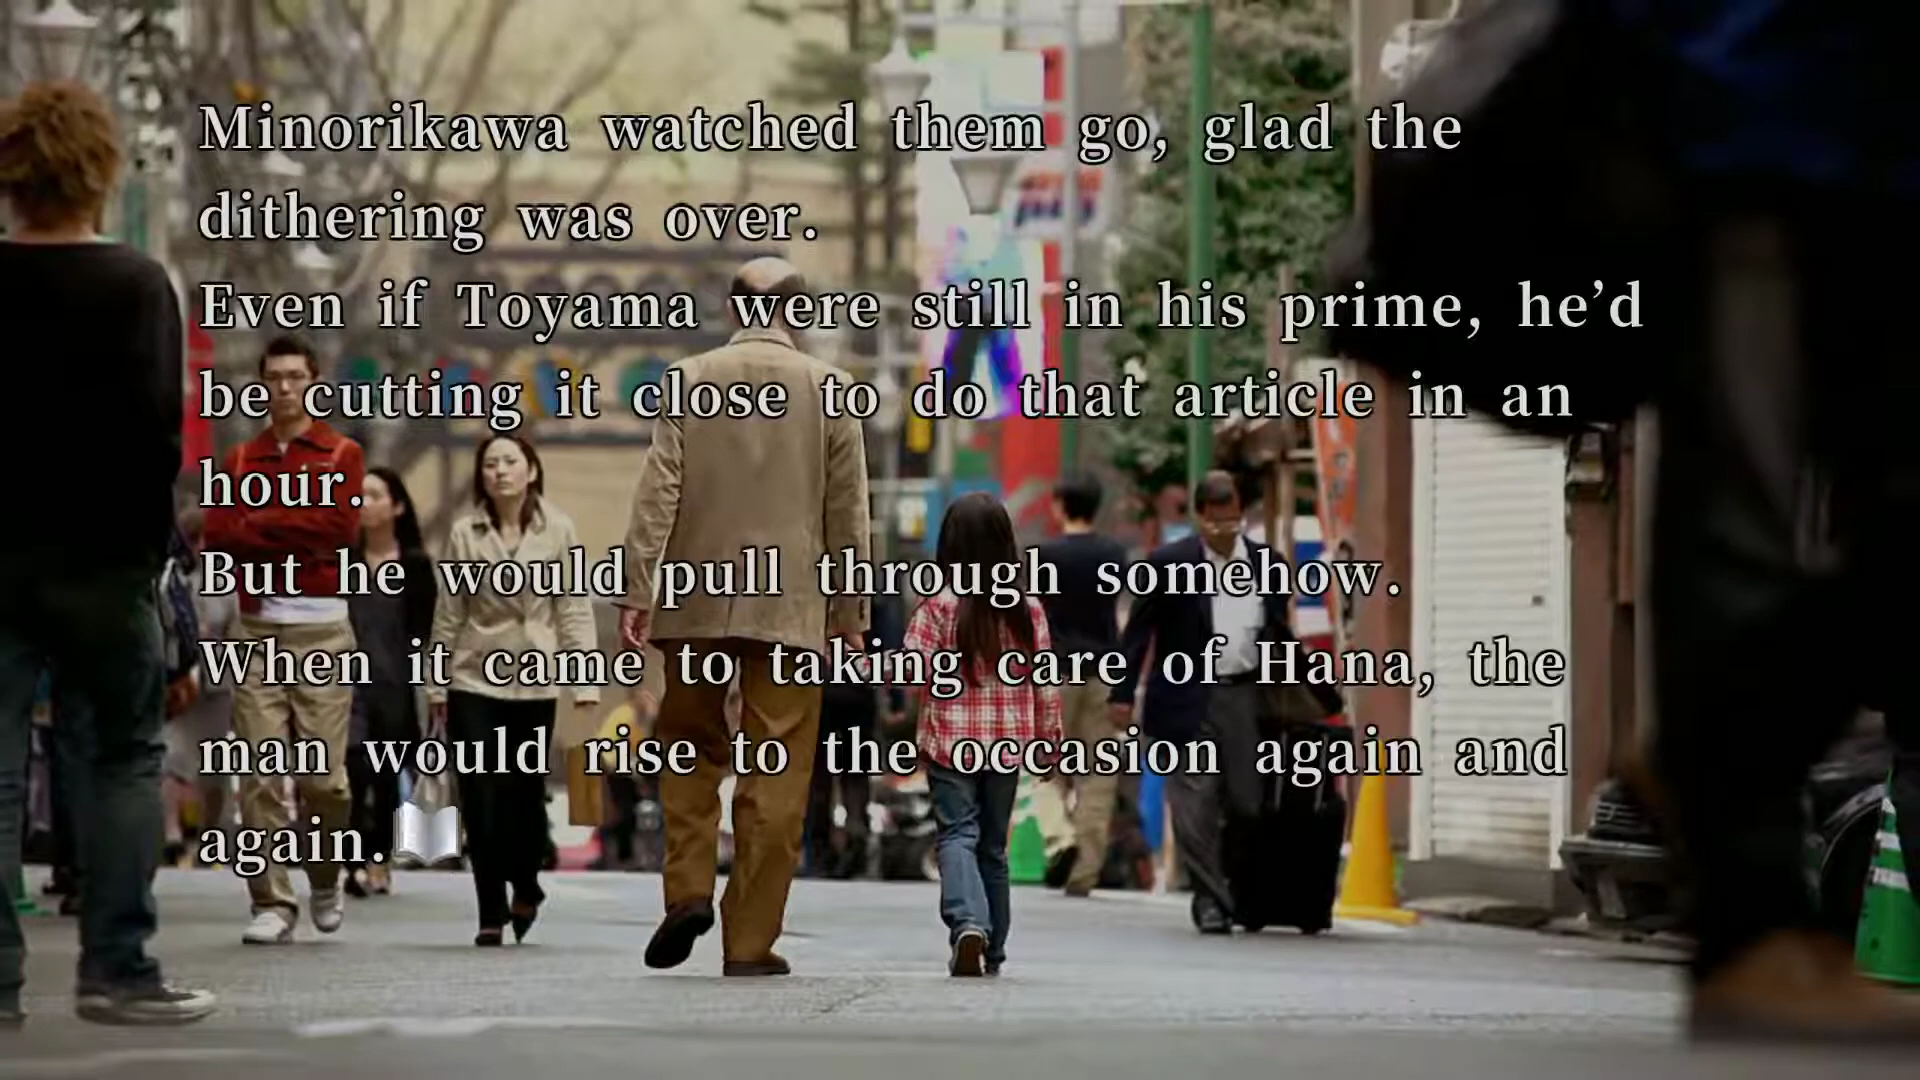 Minorikawa watched them go, glad the
dithering was over.
Even if Toyama were still in his prime, he’d
be cutting it close to do that article in an
hour.
But he would pull through somehow.
When it came to taking care of Hana, the
man would rise to the occasion again and
again.